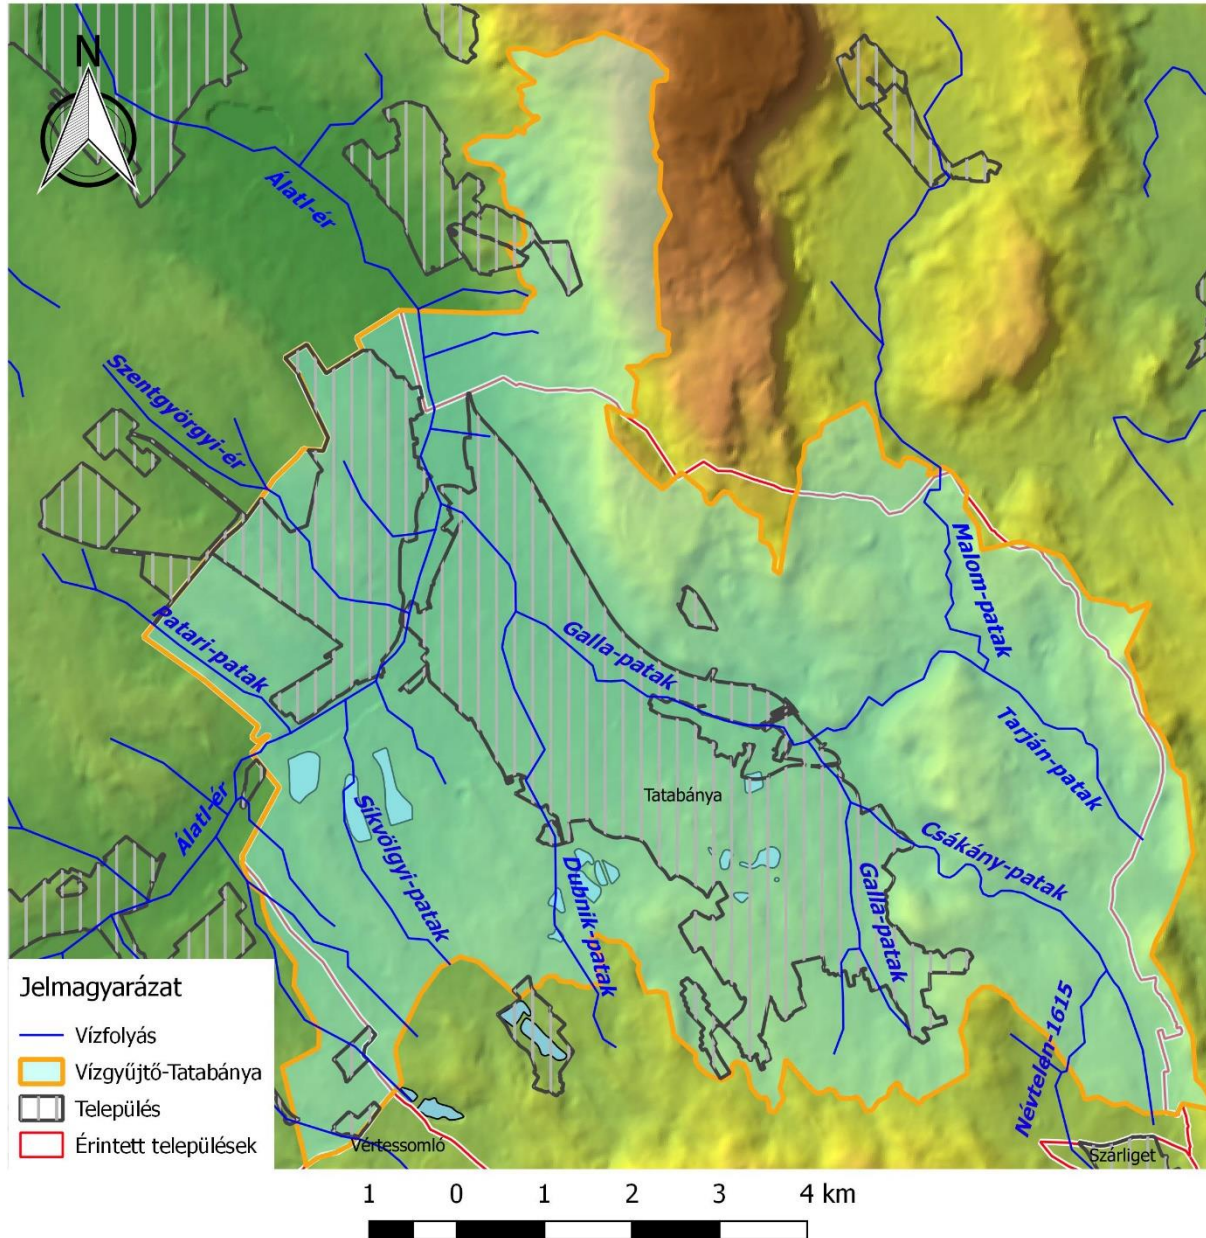 N
Álatl-ér
Szentgyörgyi-ér
Malom-patak
Patari-patak
Galla-patak
Tarján-patak
Tatabánya
Álatl-ér
Síkvölgyi-patak
Csákány-patak
Dubnik-patak
Galla-patak
Névtelen-1615
Jelmagyarázat
Vízfolyás
Vízgyűjtő-Tatabánya
Település
Érintett települések
Vértessomló
Szárliget
1 0 1 2 3 4 km